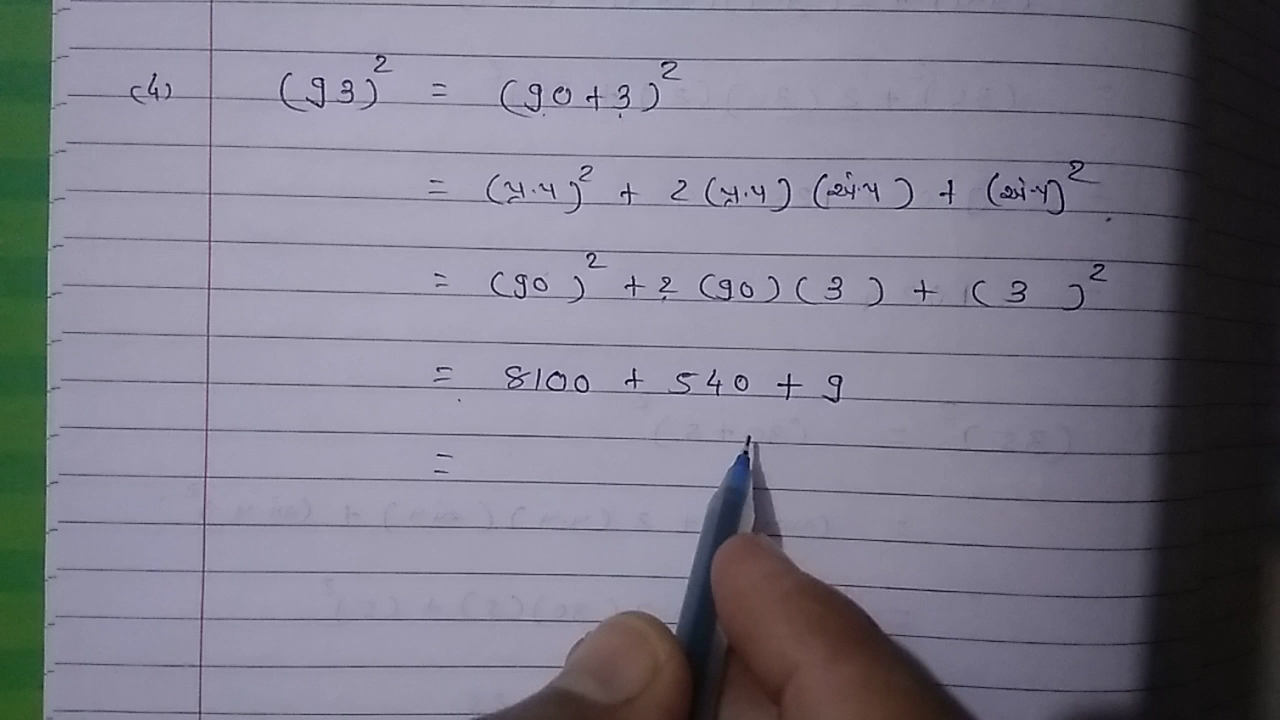 (4) (93)² = (90 + 3)²
= (પ્ર.પ)² + 2 (પ્ર.પ) (અં.પ) + (અં.પ)²
= (90)² + 2 (90) (3) + (3)²
= 8100 + 540 + 9
=